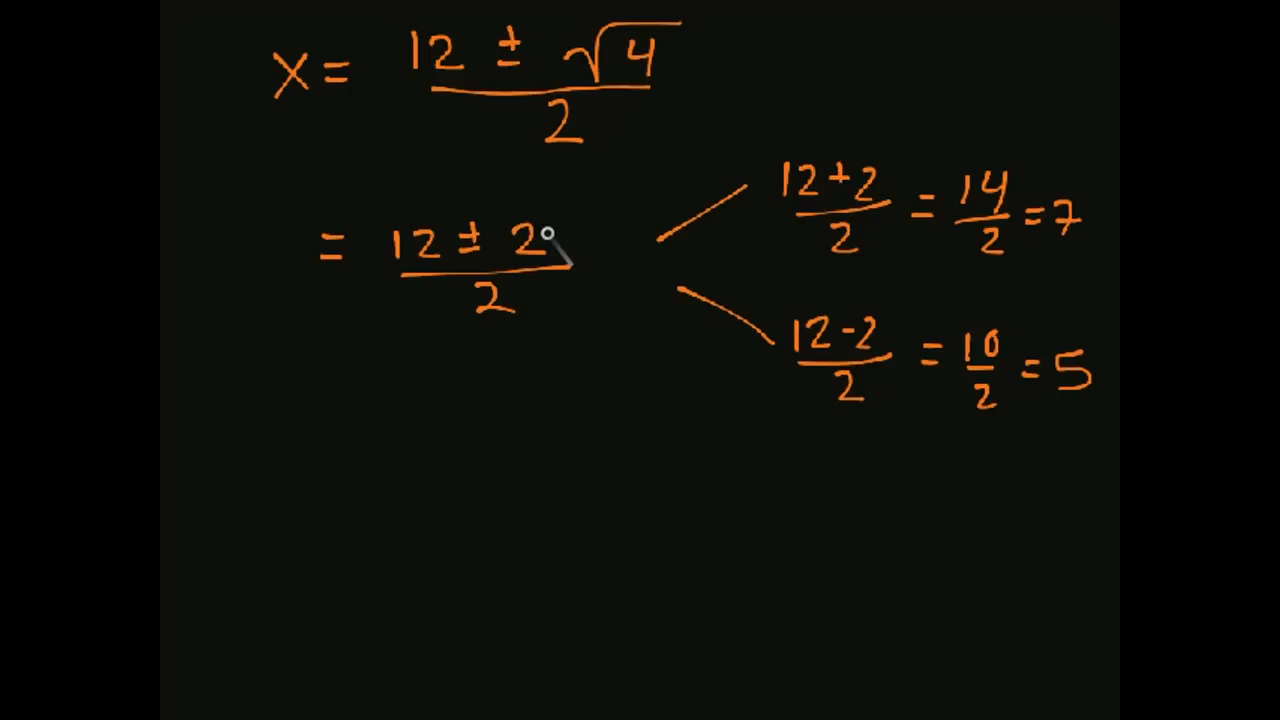 X = (12 ± √4)/2
= (12 ± 2)/2
(12+2)/2 = 14/2 = 7
(12-2)/2 = 10/2 = 5